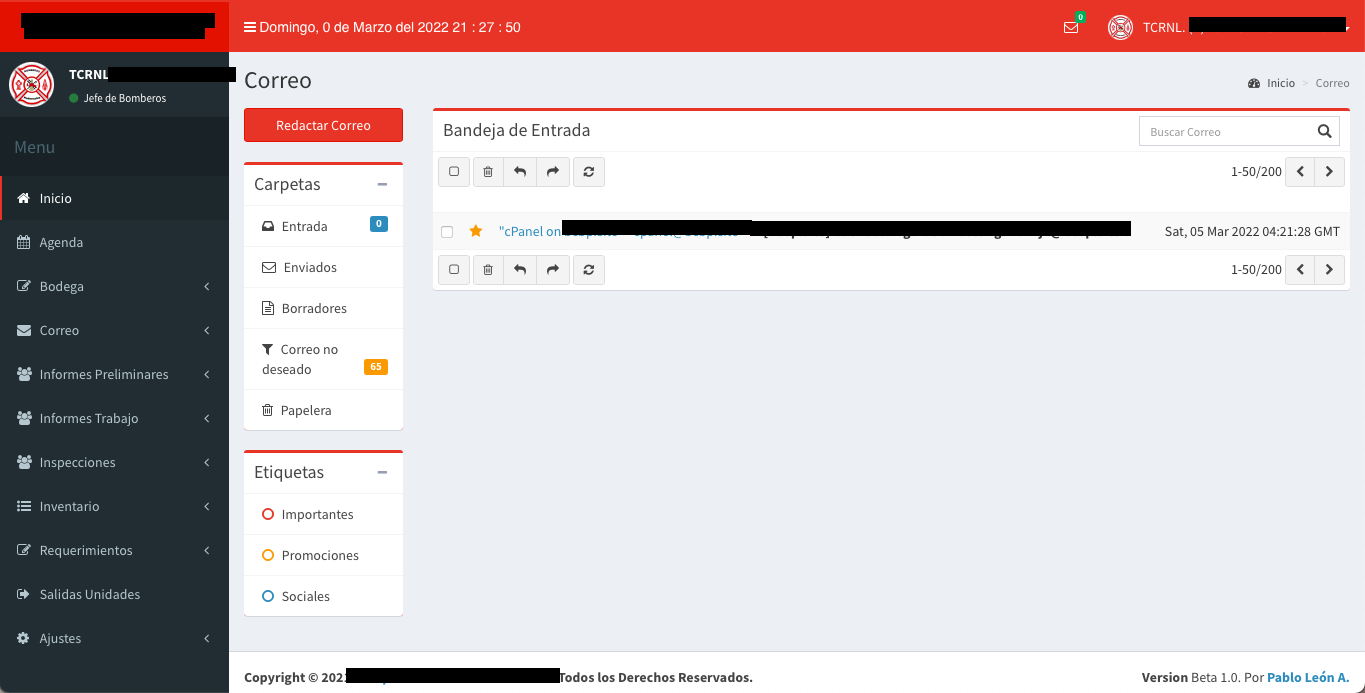 Domingo, 0 de Marzo del 2022 21 : 27 : 50
0
TCRNL.
TCRNL
Jefe de Bomberos
Menu
Inicio
Agenda
Bodega
Correo
Informes Preliminares
Informes Trabajo
Inspecciones
Inventario
Requerimientos
Salidas Unidades
Ajustes
Correo
Inicio > Correo
Redactar Correo
Carpetas
Entrada 0
Enviados
Borradores
Correo no
deseado 65
Papelera
Etiquetas
Importantes
Promociones
Sociales
Bandeja de Entrada
Buscar Correo
1-50/200
"cPanel on Sat, 05 Mar 2022 04:21:28 GMT
1-50/200
Copyright © 202 Todos los Derechos Reservados.
Version Beta 1.0. Por Pablo León A.